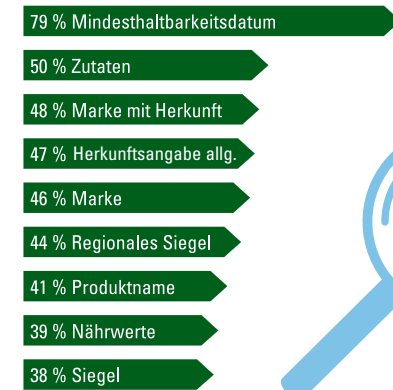 79 % Mindesthaltbarkeitsdatum
50 % Zutaten
48 % Marke mit Herkunft
47 % Herkunftsangabe allg.
46 % Marke
44 % Regionales Siegel
41 % Produktname
39 % Nährwerte
38 % Siegel